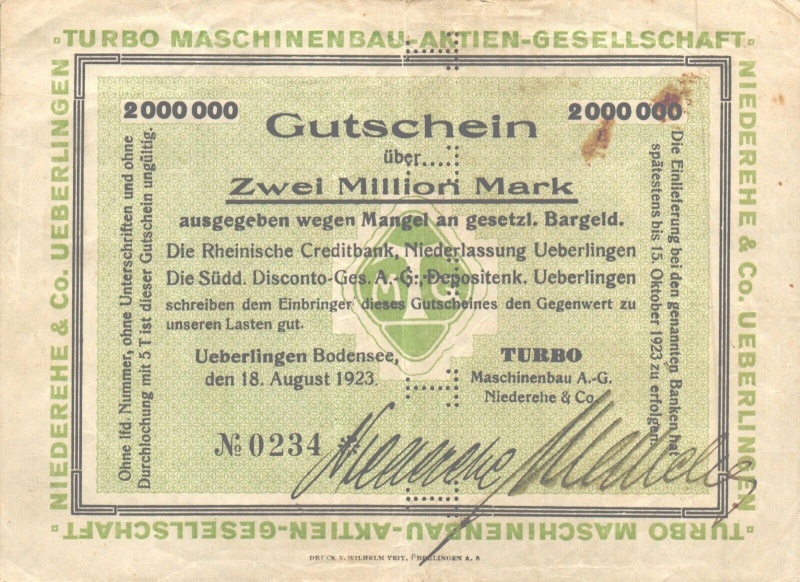 TURBO MASCHINENBAU-AKTIEN-GESELLSCHAFT
NIEDEREHE & Co. UEBERLINGEN
NIEDEREHE & Co. UEBERLINGEN
2000000
2000000
Gutschein
über
Zwei Million Mark
ausgegeben wegen Mangel an gesetzl. Bargeld.
Die Rheinische Creditbank, Niederlassung Ueberlingen
Die Südd. Disconto-Ges. A.-G., Depositenk. Ueberlingen
schreiben dem Einbringer dieses Gutscheines den Gegenwert zu
unseren Lasten gut.
Ueberlingen Bodensee,
den 18. August 1923.
TURBO
Maschinenbau A.-G.
Niederehe & Co.
№ 0234 *
Ohne lfd. Nummer, ohne Unterschriften und ohne
Durchlochung mit 5 T ist dieser Gutschein ungültig.
Die Einlieferung bei den genannten Banken hat
spätestens bis 15. Oktober 1923 zu erfolgen.
TURBO MASCHINENBAU-AKTIEN-GESELLSCHAFT
DRUCK V. WILHELM VEIT, ÜBERLINGEN A. S